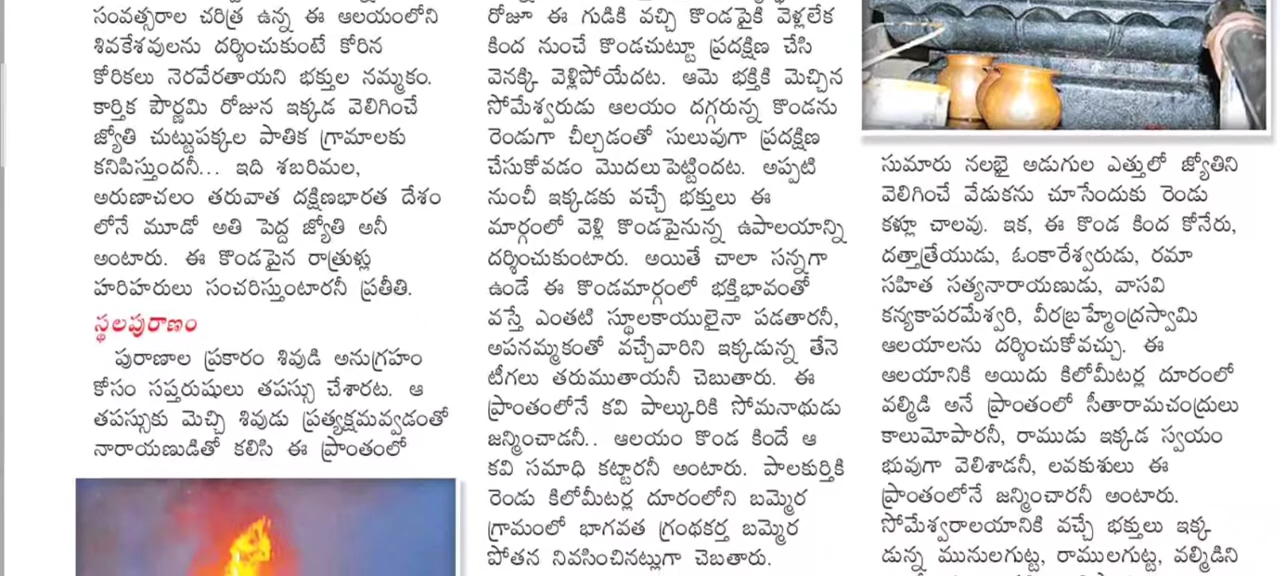 సంవత్సరాల చరిత్ర ఉన్న ఈ ఆలయంలోని
శివకేశవులను దర్శించుకుంటే కోరిన
కోరికలు నెరవేరతాయని భక్తుల నమ్మకం.
కార్తిక పౌర్ణమి రోజున ఇక్కడ వెలిగించే
జ్యోతి చుట్టుపక్కల పాతిక గ్రామాలకు
కనిపిస్తుందనీ... ఇది శబరిమల,
అరుణాచలం తరువాత దక్షిణభారత దేశం
లోనే మూడో అతి పెద్ద జ్యోతి అనీ
అంటారు. ఈ కొండపైన రాత్రుళ్లు
హరిహరులు సంచరిస్తుంటారనీ ప్రతీతి.
స్థలపురాణం
పురాణాల ప్రకారం శివుడి అనుగ్రహం
కోసం సప్తరుషులు తపస్సు చేశారట. ఆ
తపస్సుకు మెచ్చి శివుడు ప్రత్యక్షమవ్వడంతో
నారాయణుడితో కలిసి ఈ ప్రాంతంలో
రోజూ ఈ గుడికి వచ్చి కొండపైకి వెళ్లలేక
కింద నుంచే కొండచుట్టూ ప్రదక్షిణ చేసి
వెనక్కి వెళ్లిపోయేదట. ఆమె భక్తికి మెచ్చిన
సోమేశ్వరుడు ఆలయం దగ్గరున్న కొండను
రెండుగా చీల్చడంతో సులువుగా ప్రదక్షిణ
చేసుకోవడం మొదలుపెట్టిందట. అప్పటి
నుంచీ ఇక్కడకు వచ్చే భక్తులు ఈ
మార్గంలో వెళ్లి కొండపైనున్న ఉపాలయాన్ని
దర్శించుకుంటారు. అయితే చాలా సన్నగా
ఉండే ఈ కొండమార్గంలో భక్తిభావంతో
వస్తే ఎంతటి స్థూలకాయులైనా పడతారనీ,
అపనమ్మకంతో వచ్చేవారిని ఇక్కడున్న తేనె
టీగలు తరుముతాయనీ చెబుతారు. ఈ
ప్రాంతంలోనే కవి పాల్కురికి సోమనాథుడు
జన్మించాడనీ.. ఆలయం కొండ కిందే ఆ
కవి సమాధి కట్టారనీ అంటారు. పాలకుర్తికి
రెండు కిలోమీటర్ల దూరంలోని బమ్మెర
గ్రామంలో భాగవత గ్రంథకర్త బమ్మెర
పోతన నివసించినట్లుగా చెబతారు.
సుమారు నలభై అడుగుల ఎత్తులో జ్యోతిని
వెలిగించే వేడుకను చూసేందుకు రెండు
కళ్లూ చాలవు. ఇక, ఈ కొండ కింద కోనేరు,
దత్తాత్రేయుడు, ఓంకారేశ్వరుడు, రమా
సహిత సత్యనారాయణుడు, వాసవి
కన్యకాపరమేశ్వరి, వీరబ్రహ్మేంద్రస్వామి
ఆలయాలను దర్శించుకోవచ్చు. ఈ
ఆలయానికి అయిదు కిలోమీటర్ల దూరంలో
వల్మిడి అనే ప్రాంతంలో సీతారామచంద్రులు
కాలుమోపారనీ, రాముడు ఇక్కడ స్వయం
భువుగా వెలిశాడనీ, లవకుశులు ఈ
ప్రాంతంలోనే జన్మించారనీ అంటారు.
సోమేశ్వరాలయానికి వచ్చే భక్తులు ఇక్క
డున్న మునులగుట్ట, రాములగుట్ట, వల్మిడిని